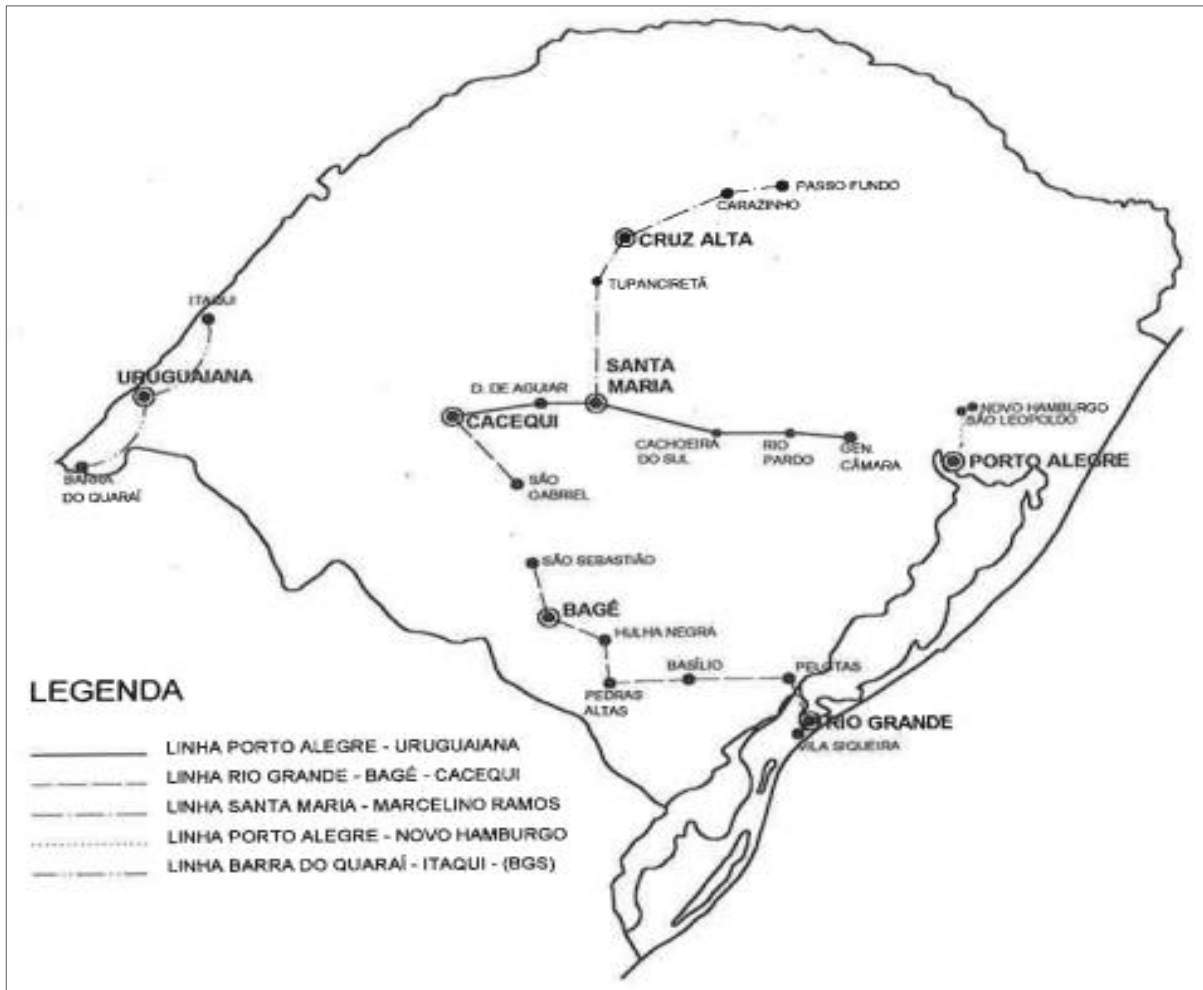 PASSO FUNDO
CARAZINHO
CRUZ ALTA
TUPANCIRETÃ
ITAQUI
URUGUAIANA
SANTA
MARIA
D. DE AGUIAR
CACEQUI
NOVO HAMBURGO
SÃO LEOPOLDO
CACHOEIRA
DO SUL
RIO
PARDO
GEN.
CÂMARA
PORTO ALEGRE
BARRA
DO QUARAÍ
SÃO
GABRIEL
SÃO SEBASTIÃO
BAGÉ
HULHA NEGRA
BASÍLIO
PELOTAS
PEDRAS
ALTAS
RIO GRANDE
VILA SIQUEIRA
LEGENDA
LINHA PORTO ALEGRE - URUGUAIANA
LINHA RIO GRANDE - BAGÉ - CACEQUI
LINHA SANTA MARIA - MARCELINO RAMOS
LINHA PORTO ALEGRE - NOVO HAMBURGO
LINHA BARRA DO QUARAÍ - ITAQUI - (BGS)